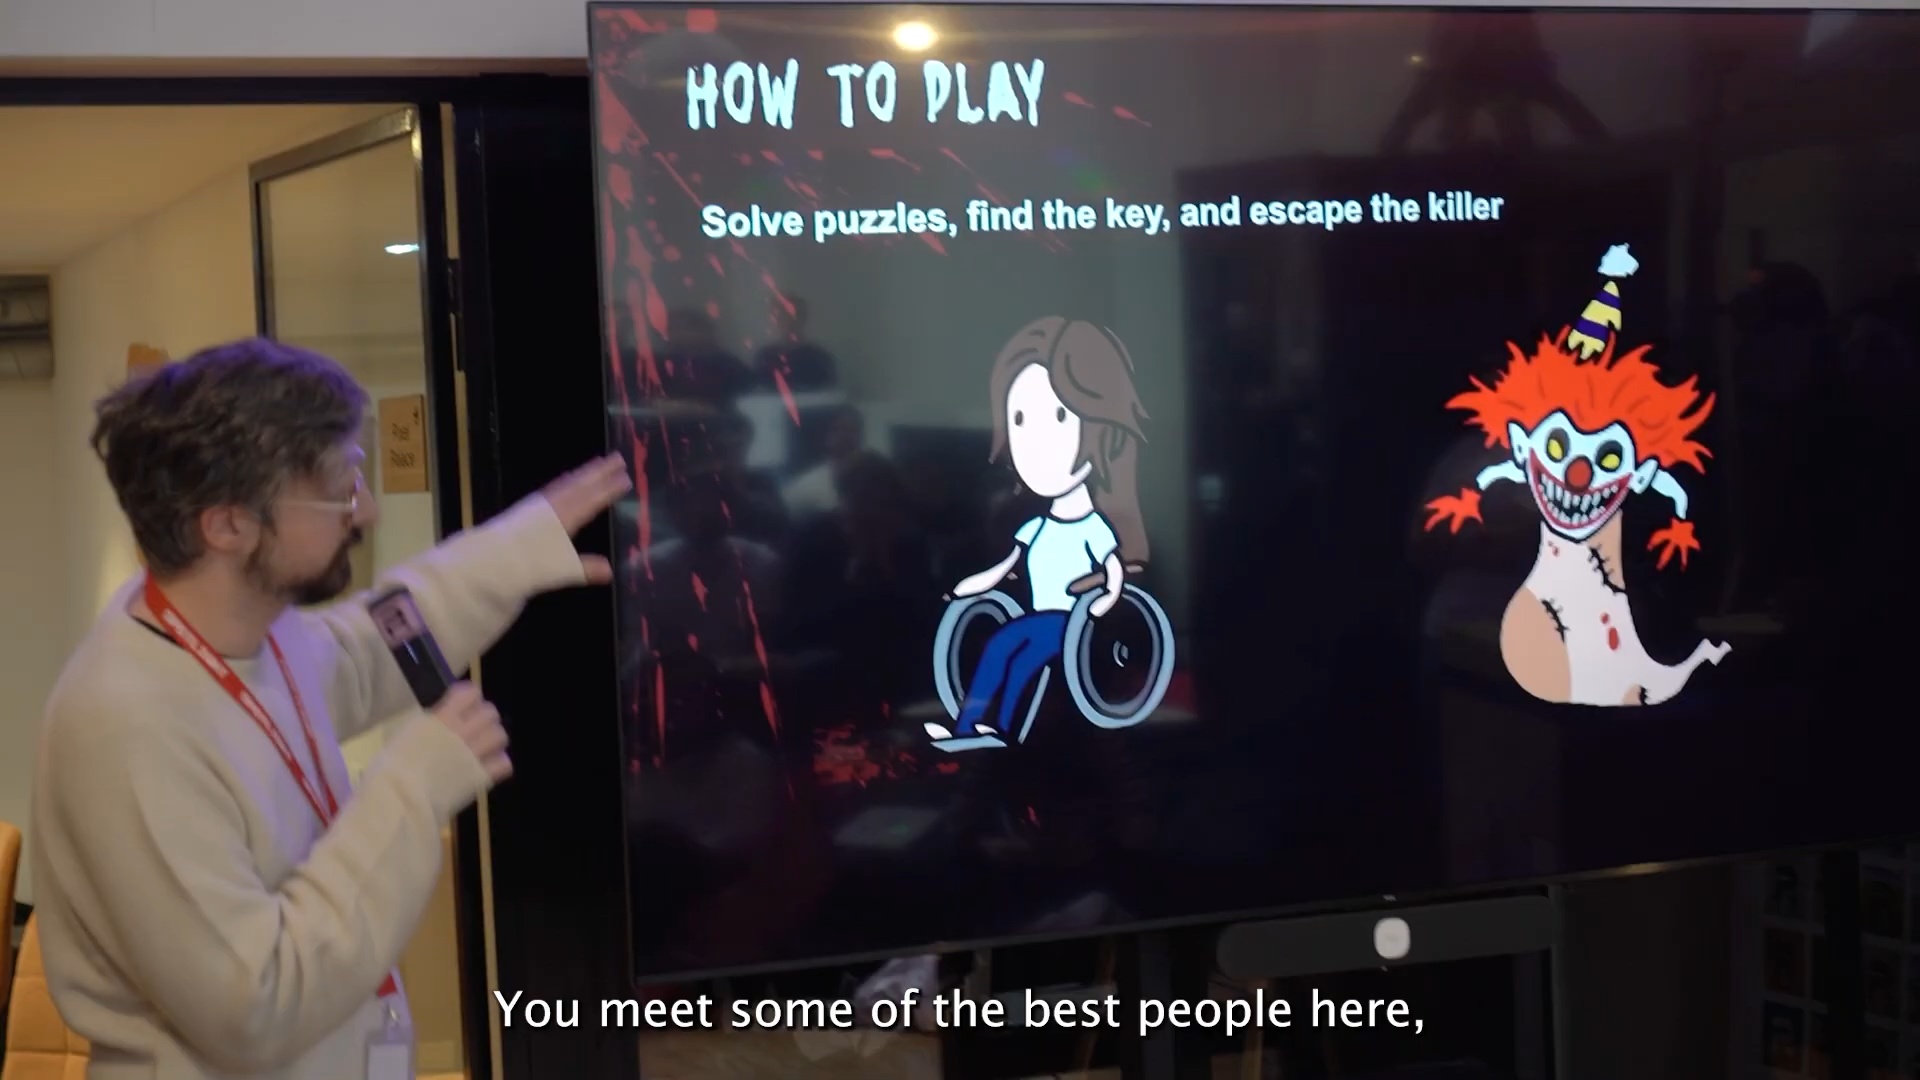 HOW TO PLAY
Solve puzzles, find the key, and escape the killer
You meet some of the best people here,